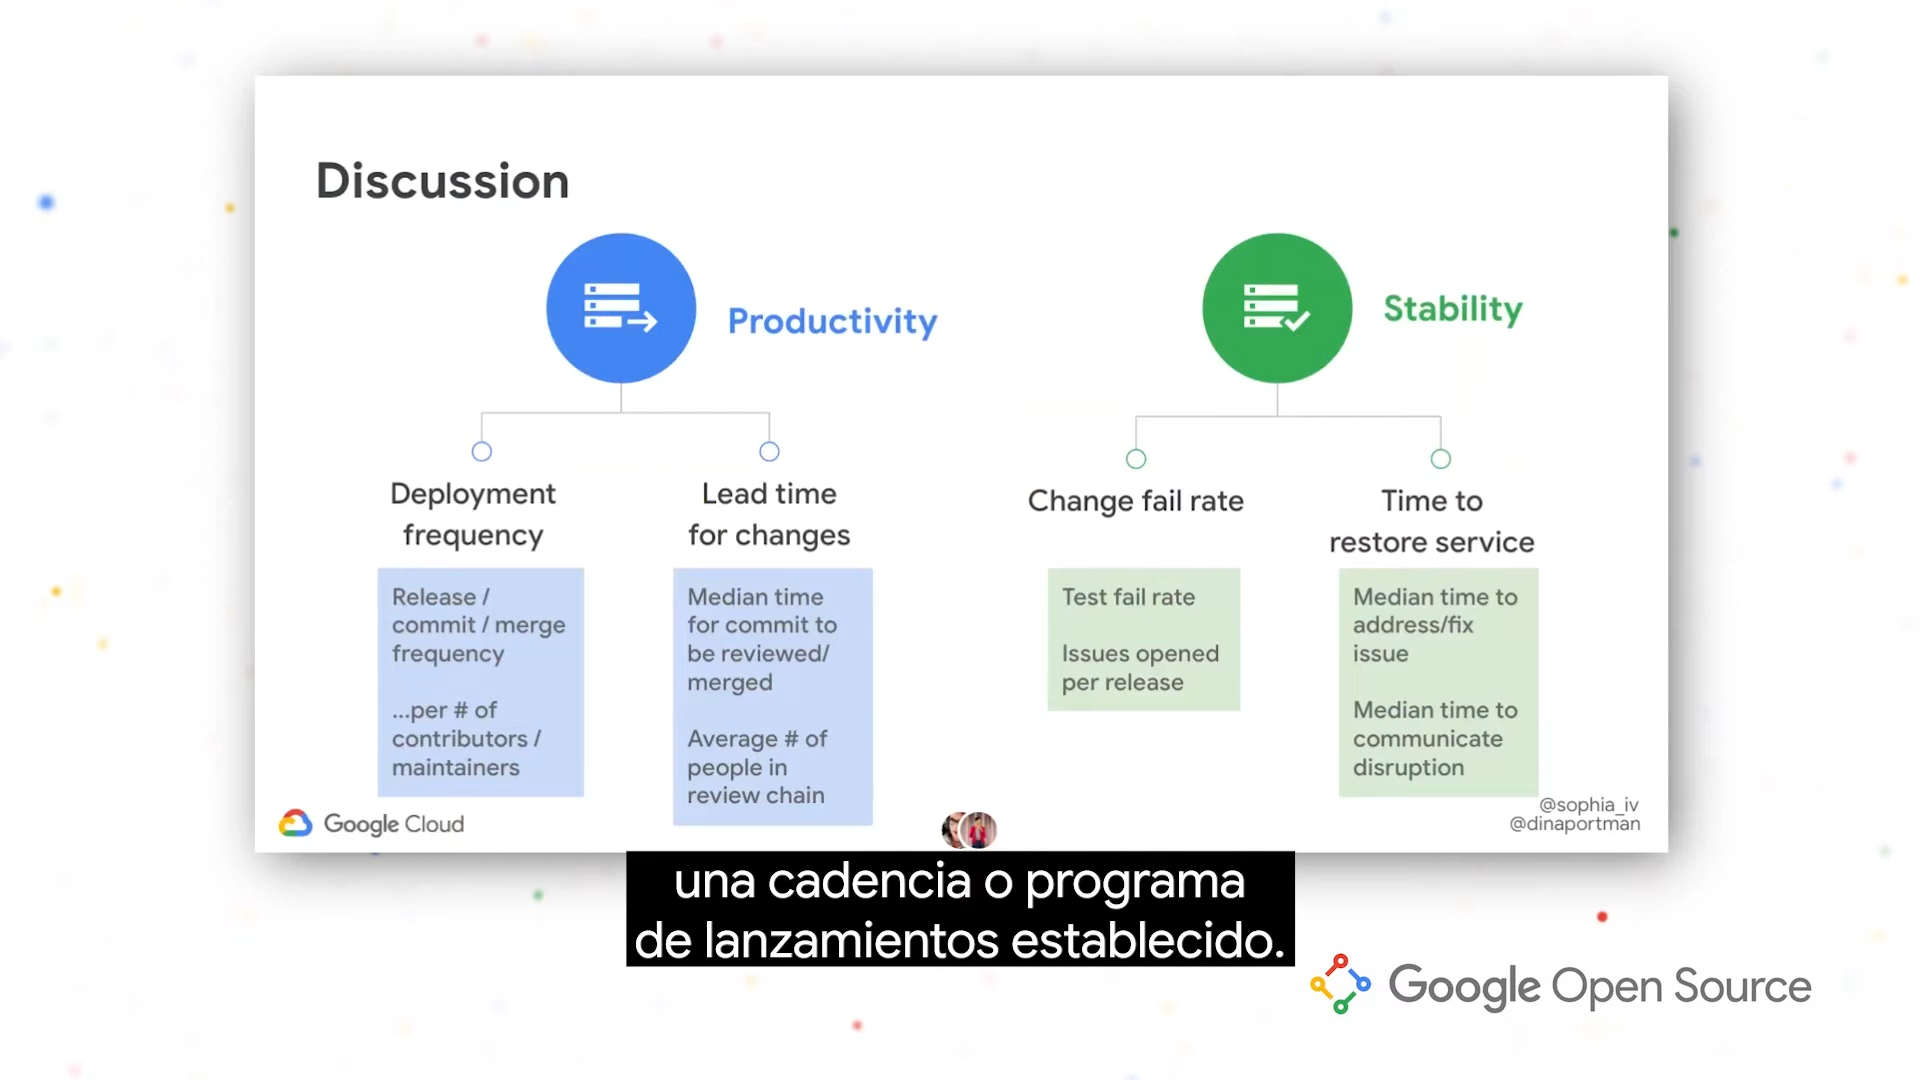 Discussion
Productivity
Stability
Deployment
frequency
Lead time
for changes
Change fail rate
Time to
restore service
Release /
commit / merge
frequency
...per # of
contributors /
maintainers
Median time
for commit to
be reviewed/
merged
Average # of
people in
review chain
Test fail rate
Issues opened
per release
Median time to
address/fix
issue
Median time to
communicate
disruption
@sophia_iv
@dinaportman
Google Cloud
una cadencia o programa
de lanzamientos establecido.
Google Open Source